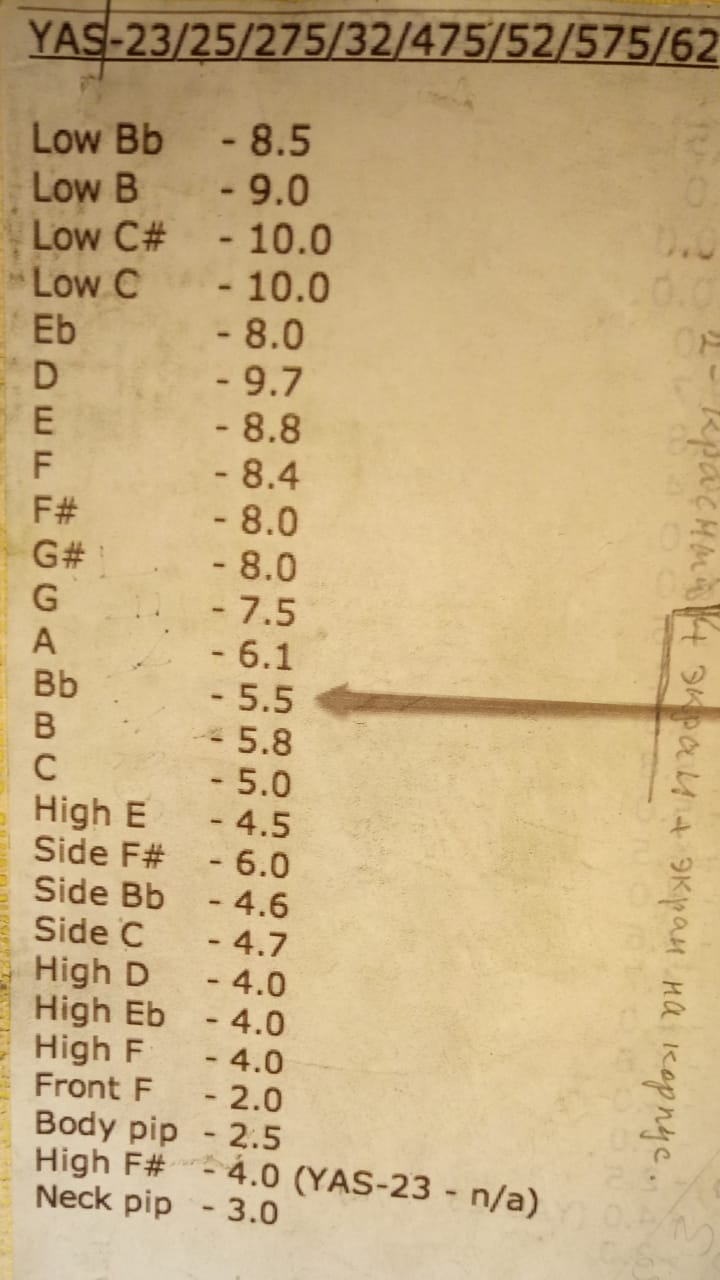 YAS-23/25/275/32/475/52/575/62
Low Bb - 8.5
Low B - 9.0
Low C# - 10.0
Low C - 10.0
Eb - 8.0
D - 9.7
E - 8.8
F - 8.4
F# - 8.0
G# - 8.0
G - 7.5
A - 6.1
Bb - 5.5
B - 5.8
C - 5.0
High E - 4.5
Side F# - 6.0
Side Bb - 4.6
Side C - 4.7
High D - 4.0
High Eb - 4.0
High F - 4.0
Front F - 2.0
Body pip - 2.5
High F# - 4.0 (YAS-23 - n/a)
Neck pip - 3.0
+ экран + экран на корпус.